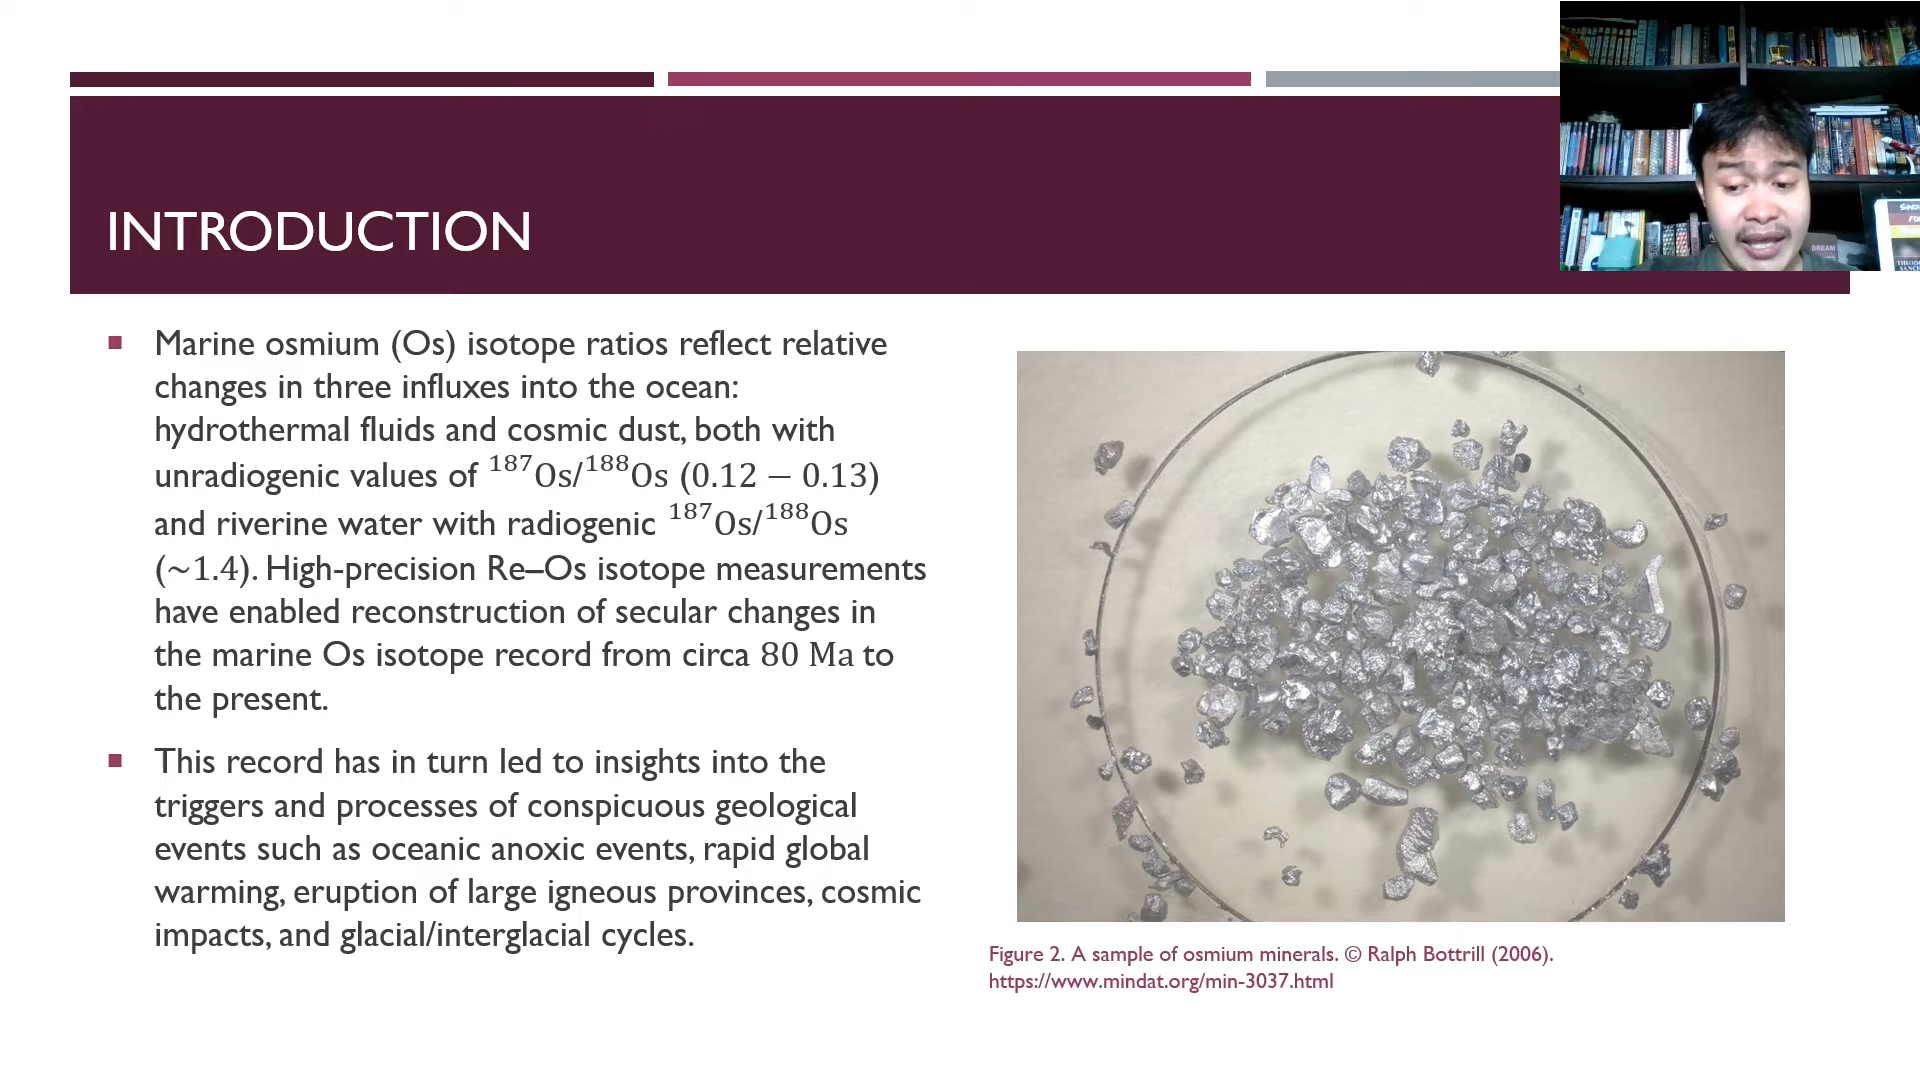 INTRODUCTION
Marine osmium (Os) isotope ratios reflect relative
changes in three influxes into the ocean:
hydrothermal fluids and cosmic dust, both with
unradiogenic values of ¹⁸⁷Os/¹⁸⁸Os (0.12 − 0.13)
and riverine water with radiogenic ¹⁸⁷Os/¹⁸⁸Os
(~1.4). High-precision Re–Os isotope measurements
have enabled reconstruction of secular changes in
the marine Os isotope record from circa 80 Ma to
the present.
This record has in turn led to insights into the
triggers and processes of conspicuous geological
events such as oceanic anoxic events, rapid global
warming, eruption of large igneous provinces, cosmic
impacts, and glacial/interglacial cycles.
Figure 2. A sample of osmium minerals. © Ralph Bottrill (2006).
https://www.mindat.org/min-3037.html
DREAM